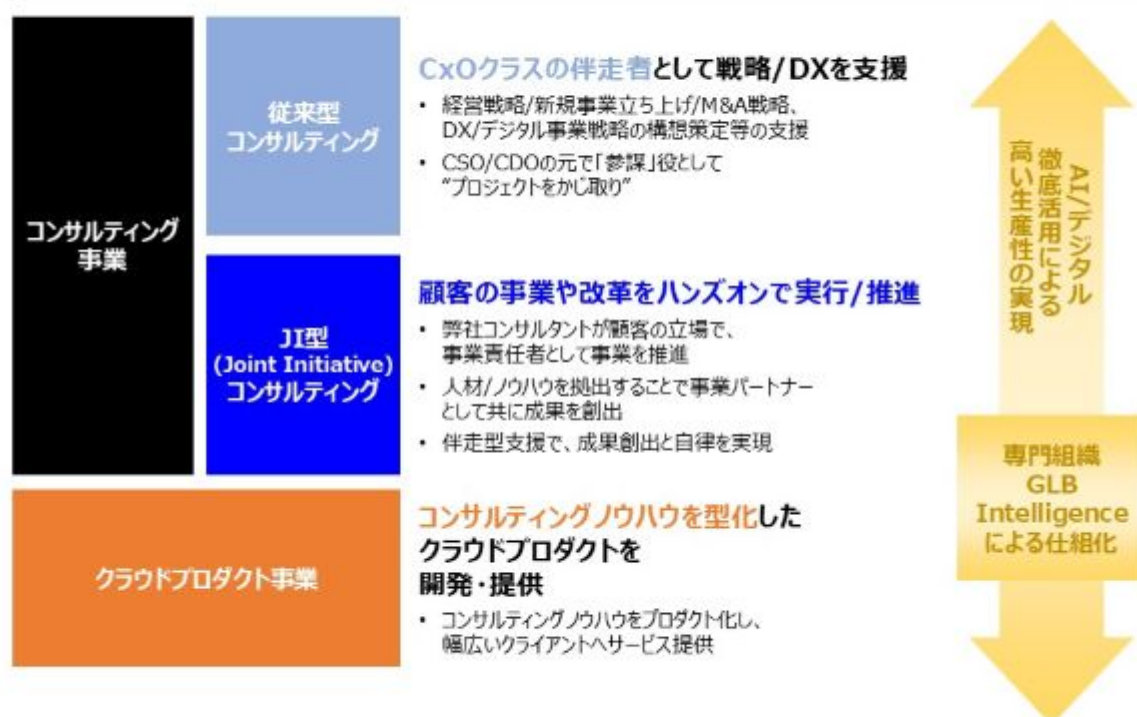 コンサルティング
事業
従来型
コンサルティング
CxOクラスの伴走者として戦略/DXを支援
• 経営戦略/新規事業立ち上げ/M&A戦略、
DX/デジタル事業戦略の構想策定等の支援
• CSO/CDOの元で「参謀」役として
“プロジェクトをかじ取り”
JI型
(Joint Initiative)
コンサルティング
顧客の事業や改革をハンズオンで実行/推進
• 弊社コンサルタントが顧客の立場で、
事業責任者として事業を推進
• 人材/ノウハウを拠出することで事業パートナー
として共に成果を創出
• 伴走型支援で、成果創出と自律を実現
クラウドプロダクト事業
コンサルティングノウハウを型化した
クラウドプロダクトを
開発・提供
• コンサルティングノウハウをプロダクト化し、
幅広いクライアントへサービス提供
AI/デジタル
徹底活用による
高い生産性の実現
専門組織
GLB
Intelligence
による仕組化